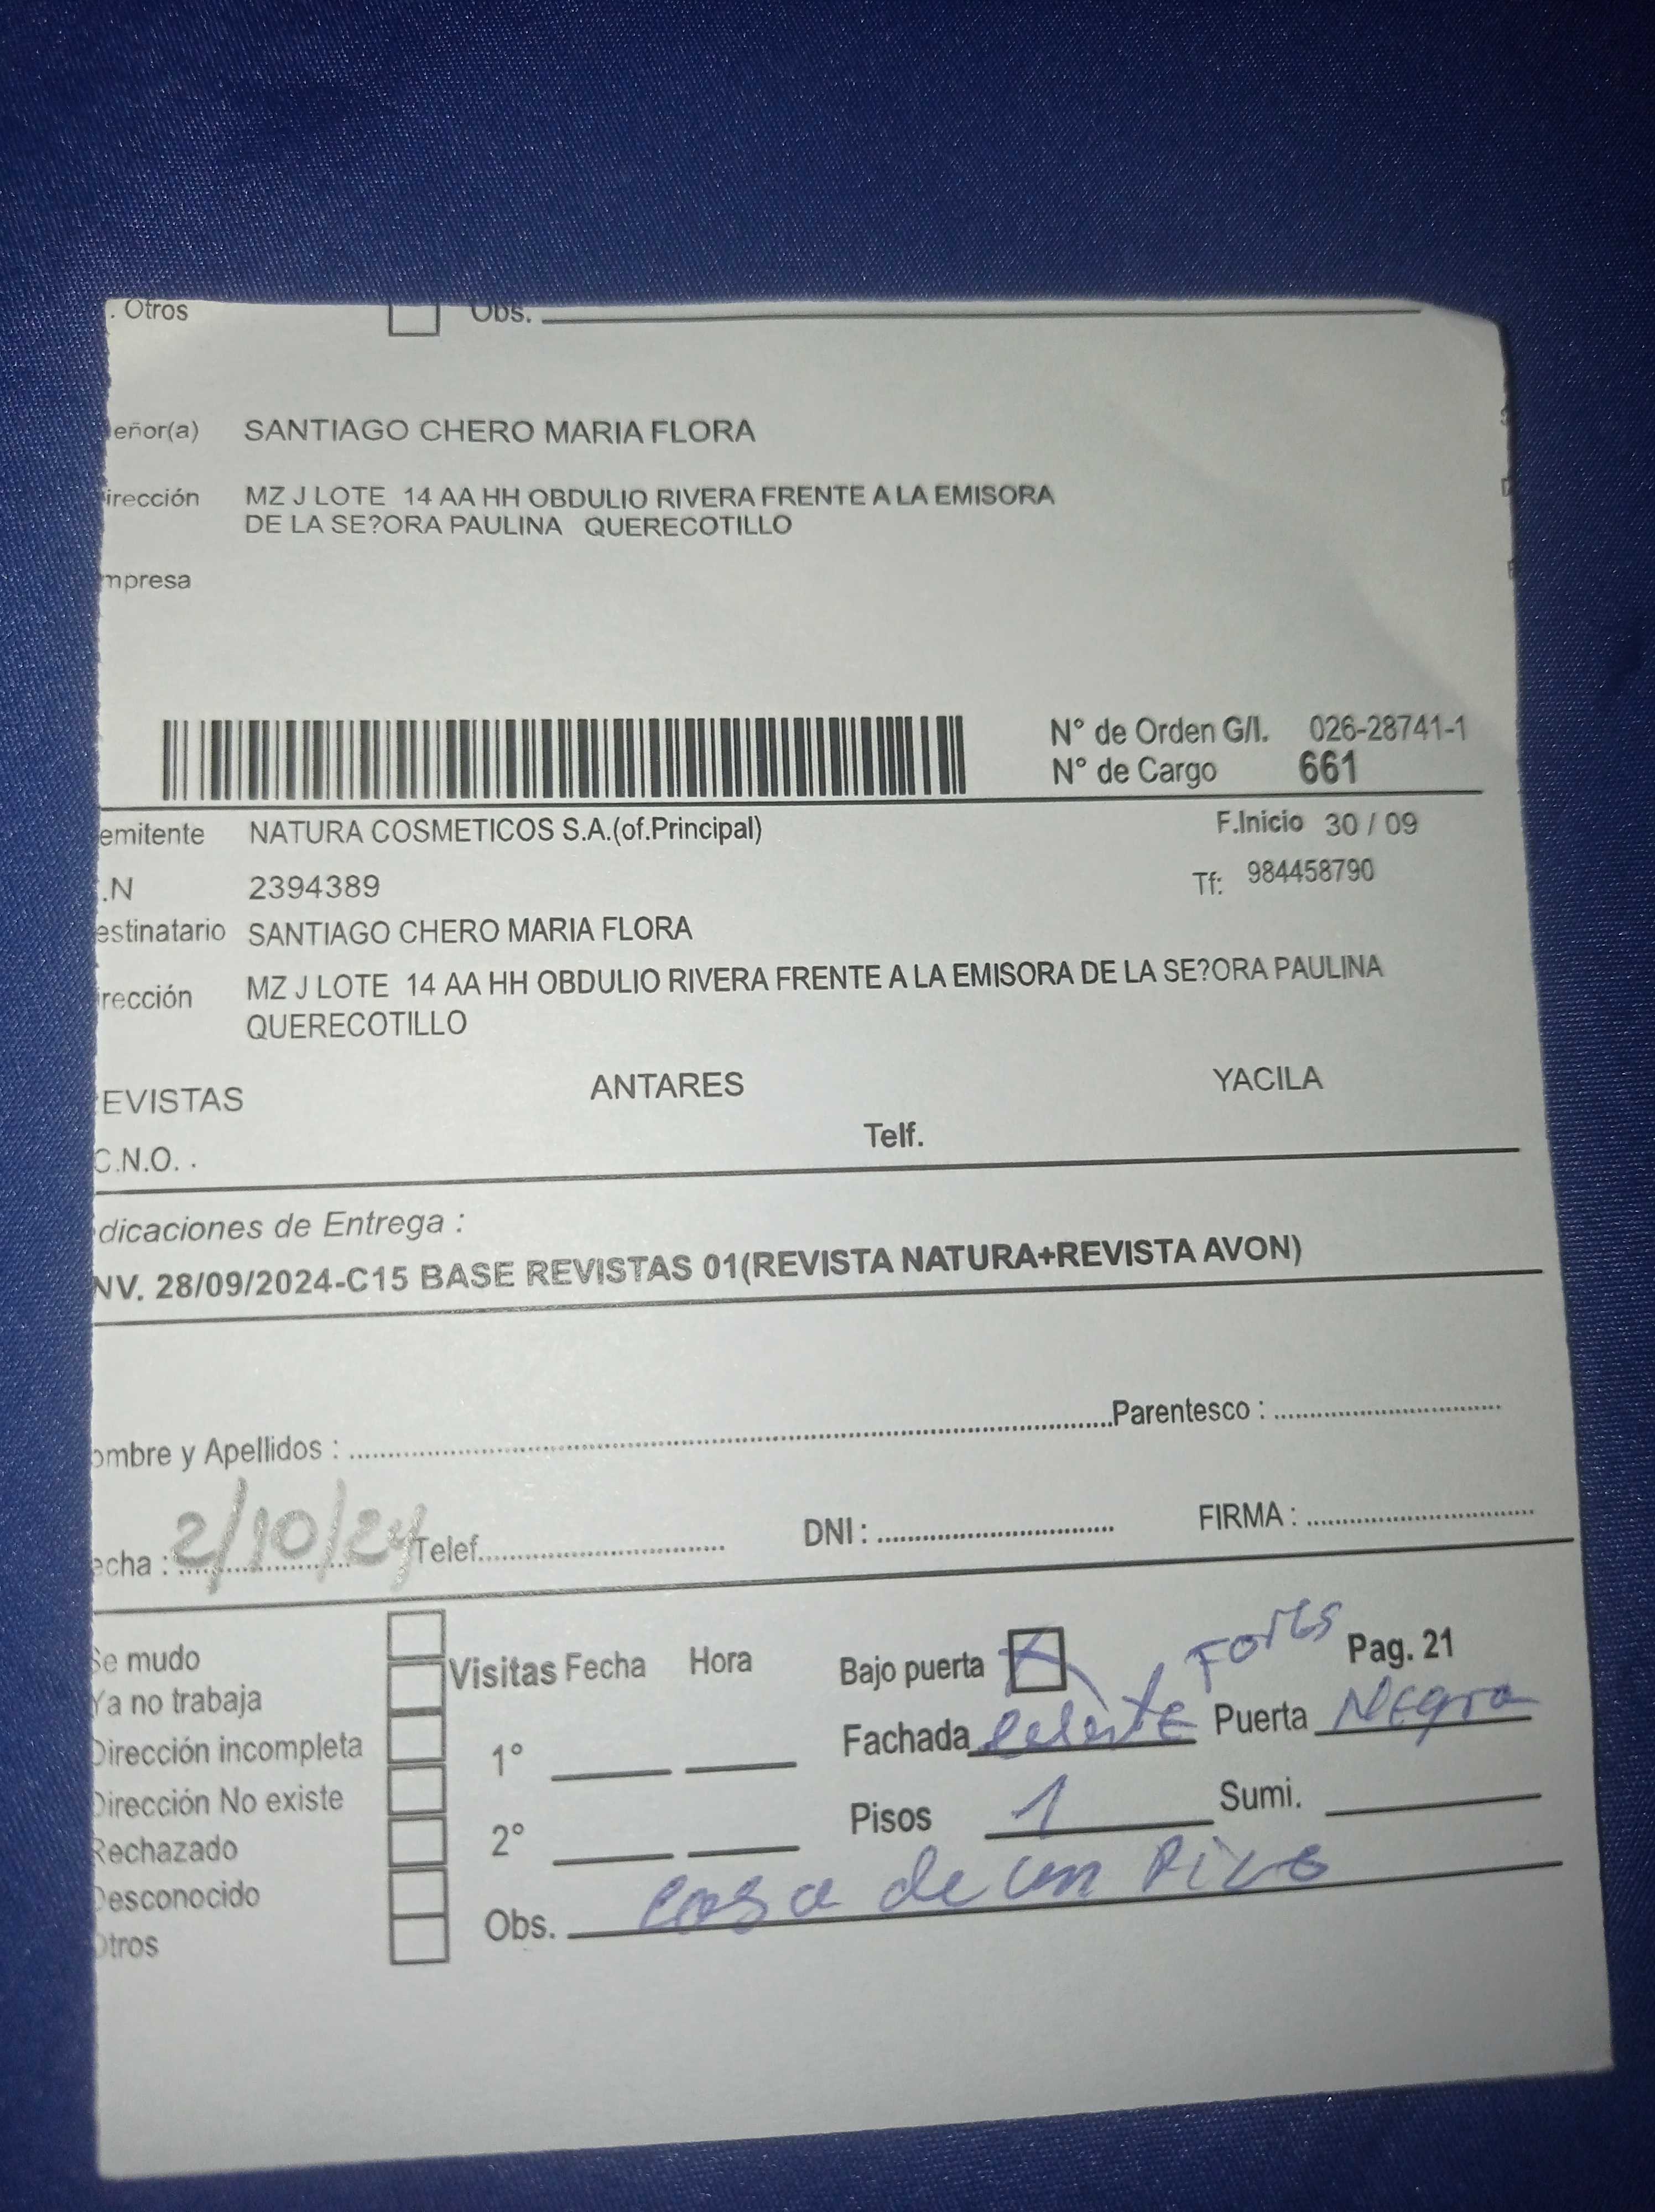 . Otros Obs.
eñor(a) SANTIAGO CHERO MARIA FLORA
irección MZ J LOTE 14 AA HH OBDULIO RIVERA FRENTE A LA EMISORA
DE LA SE?ORA PAULINA QUERECOTILLO
mpresa
N° de Orden G/I. 026-28741-1
N° de Cargo 661
emitente NATURA COSMETICOS S.A.(of.Principal) F.Inicio 30 / 09
.N 2394389 Tf: 984458790
estinatario SANTIAGO CHERO MARIA FLORA
irección MZ J LOTE 14 AA HH OBDULIO RIVERA FRENTE A LA EMISORA DE LA SE?ORA PAULINA
QUERECOTILLO
EVISTAS ANTARES YACILA
C.N.O. . Telf.
dicaciones de Entrega :
NV. 28/09/2024-C15 BASE REVISTAS 01(REVISTA NATURA+REVISTA AVON)
ombre y Apellidos : Parentesco :
echa : 2/10/24 Telef. DNI : FIRMA :
Se mudo Visitas Fecha Hora Bajo puerta Pag. 21
Ya no trabaja
Dirección incompleta 1° Fachada celeste Puerta Negra
Dirección No existe
Rechazado 2° Pisos 1 Sumi.
Desconocido
Otros Obs. casa de un Piso